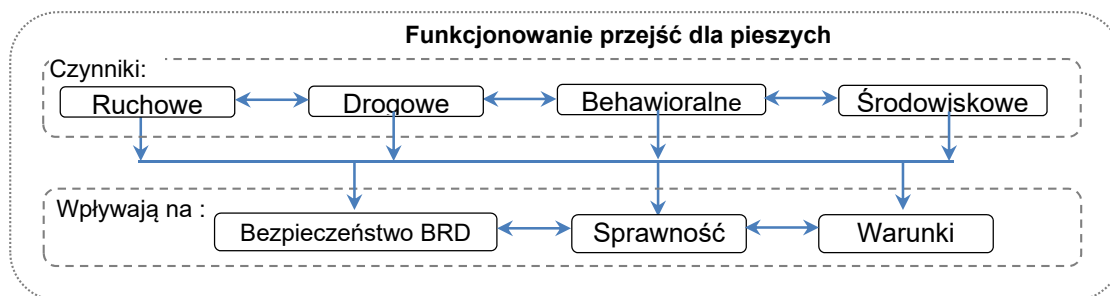 Funkcjonowanie przejść dla pieszych
Czynniki:
Ruchowe
Drogowe
Behawioralne
Środowiskowe
Wpływają na :
Bezpieczeństwo BRD
Sprawność
Warunki